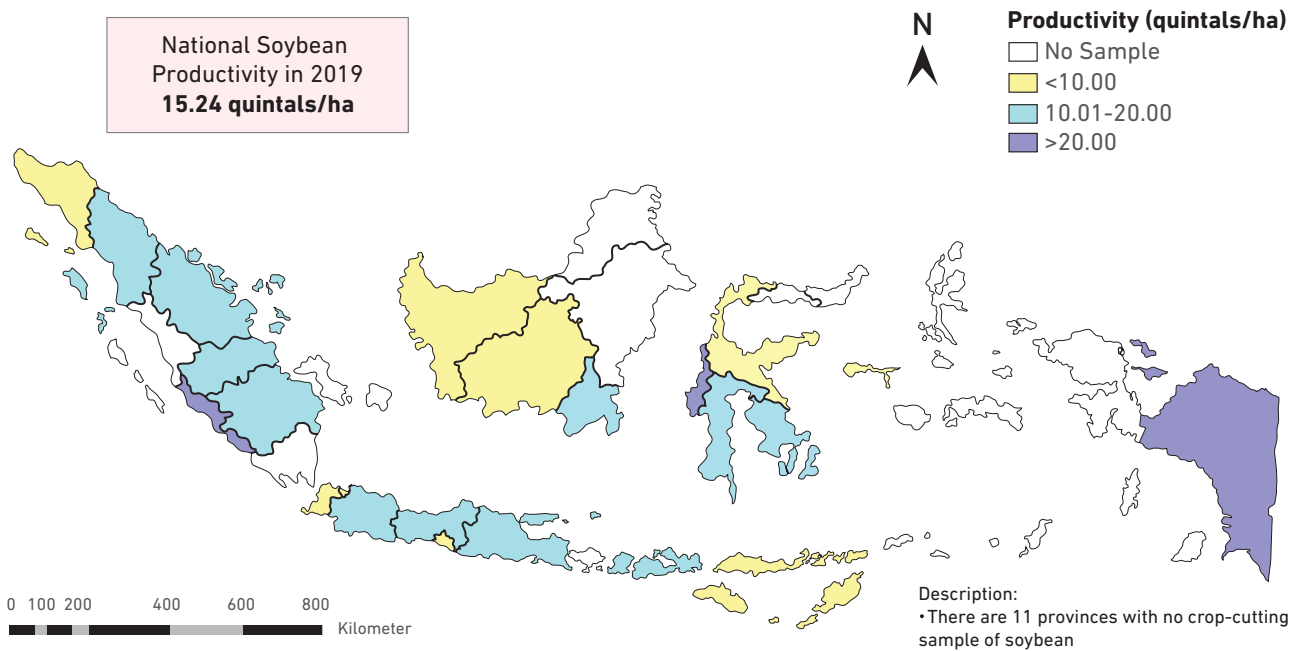 National Soybean
Productivity in 2019
15.24 quintals/ha
N
Productivity (quintals/ha)
No Sample
<10.00
10.01-20.00
>20.00
0 100 200 400 600 800
Kilometer
Description:
•There are 11 provinces with no crop-cutting
sample of soybean